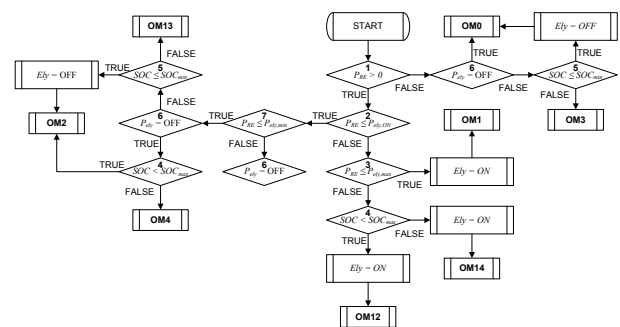 START
OM13
OM0
Ely = OFF
FALSE
TRUE
TRUE
5
SOC ≤ SOCmin
TRUE
Ely = OFF
1
PRE > 0
FALSE
6
Pely = OFF
FALSE
5
SOC ≤ SOCmin
FALSE
TRUE
OM2
6
Pely = OFF
TRUE
7
PRE ≤ Pely,min
TRUE
2
PRE ≤ Pely,ON
OM1
OM3
TRUE
FALSE
FALSE
TRUE
4
SOC < SOCmax
6
Pely = OFF
3
PRE ≤ Pely,max
TRUE
Ely = ON
FALSE
FALSE
OM4
4
SOC < SOCmax
FALSE
Ely = ON
TRUE
Ely = ON
OM14
OM12